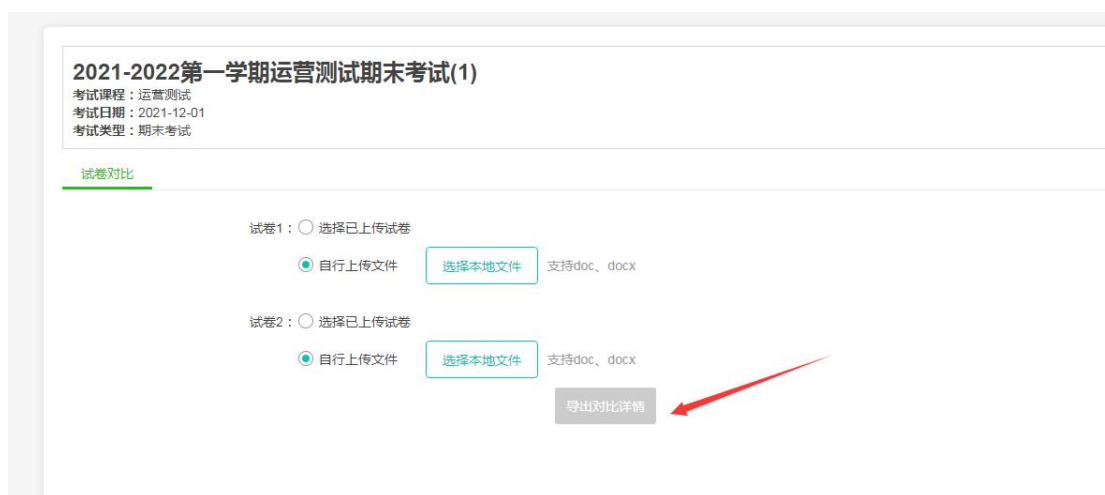 2021-2022第一学期运营测试期末考试(1)
考试课程：运营测试
考试日期：2021-12-01
考试类型：期末考试
试卷对比
试卷1：选择已上传试卷
自行上传文件 选择本地文件 支持doc、docx
试卷2：选择已上传试卷
自行上传文件 选择本地文件 支持doc、docx
导出对比详情